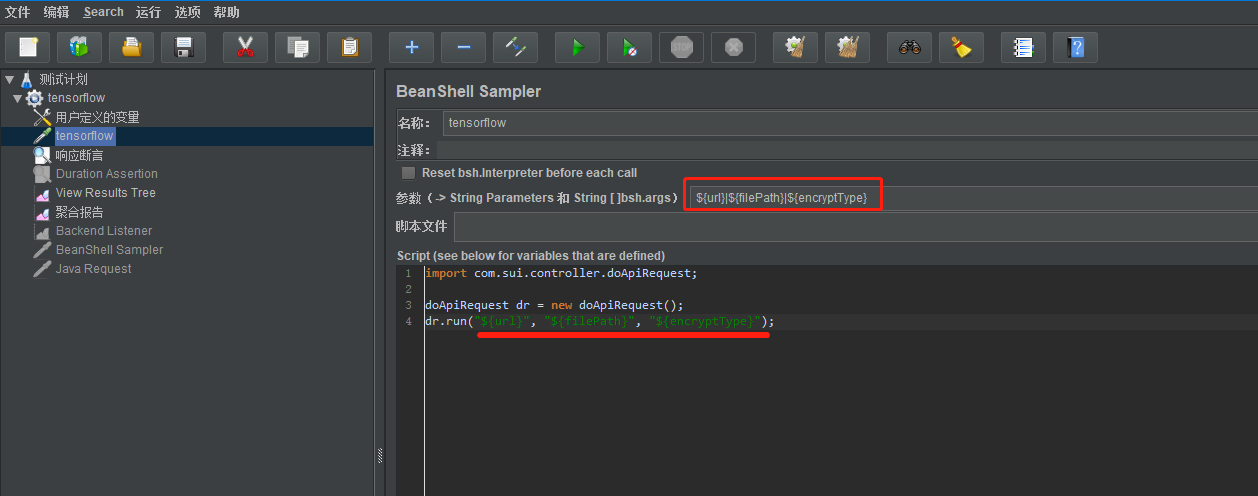 文件 编辑 Search 运行 选项 帮助
STOP
测试计划
tensorflow
用户定义的变量
tensorflow
响应断言
Duration Assertion
View Results Tree
聚合报告
Backend Listener
BeanShell Sampler
Java Request
BeanShell Sampler
名称： tensorflow
注释：
Reset bsh.Interpreter before each call
参数（-> String Parameters 和 String [ ]bsh.args） ${url}|${filePath}|${encryptType}
脚本文件
Script (see below for variables that are defined)
1 import com.sui.controller.doApiRequest;
2
3 doApiRequest dr = new doApiRequest();
4 dr.run("${url}", "${filePath}", "${encryptType}");